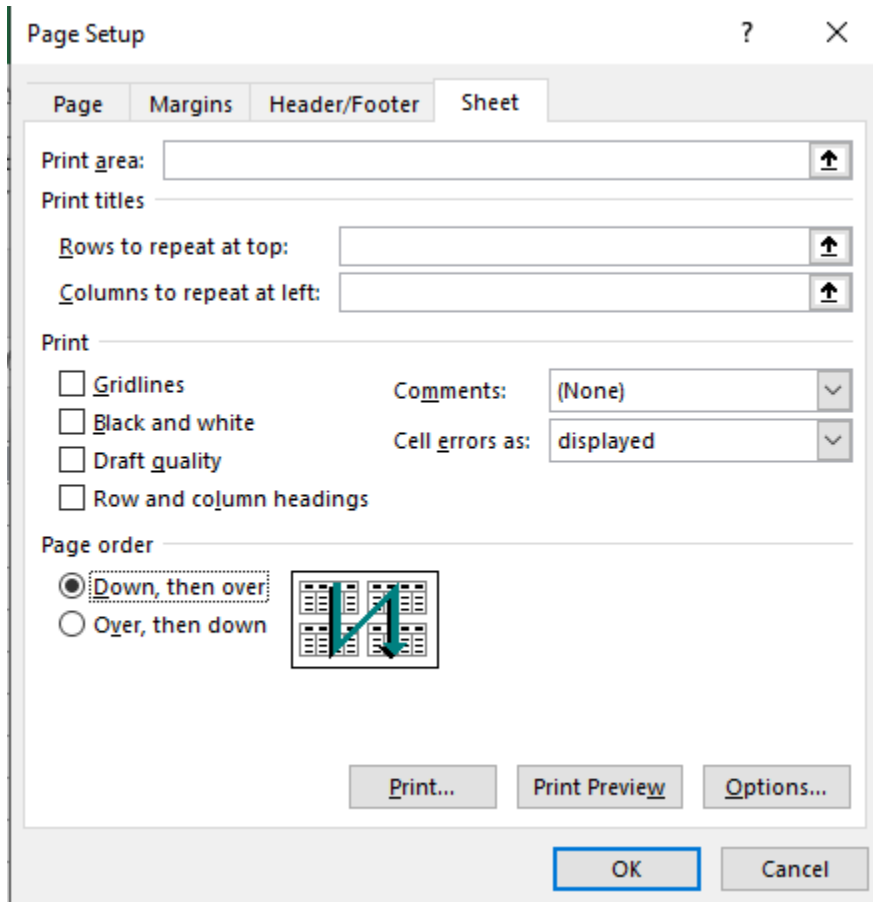 Page Setup ?
Page Margins Header/Footer Sheet
Print area:
Print titles
Rows to repeat at top:
Columns to repeat at left:
Print
Gridlines
Black and white
Draft quality
Row and column headings
Comments: (None)
Cell errors as: displayed
Page order
Down, then over
Over, then down
Print... Print Preview Options...
OK Cancel